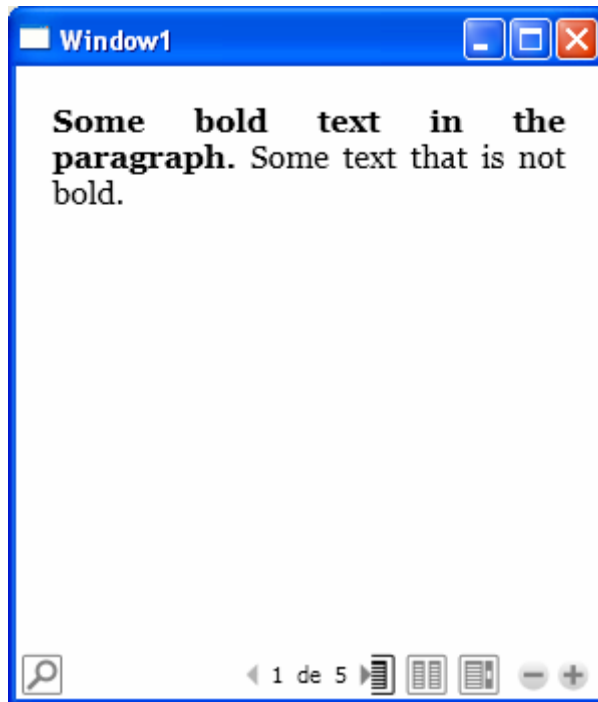 Window1
Some bold text in the
paragraph. Some text that is not
bold.
1 de 5